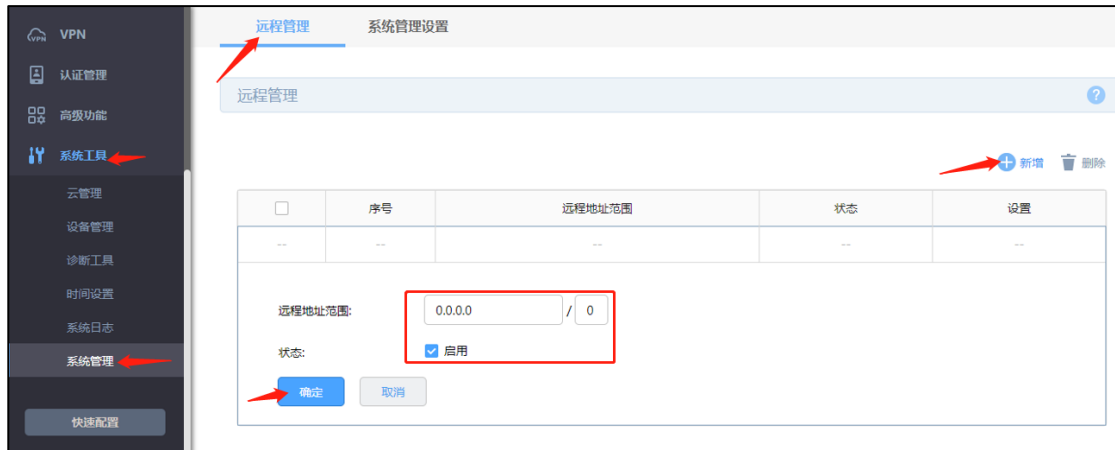 VPN VPN
认证管理
高级功能
系统工具
云管理
设备管理
诊断工具
时间设置
系统日志
系统管理
快速配置
远程管理 系统管理设置
远程管理 ?
新增 删除
序号 远程地址范围 状态 设置
-- -- -- -- --
远程地址范围: 0.0.0.0 / 0
状态: 启用
确定 取消